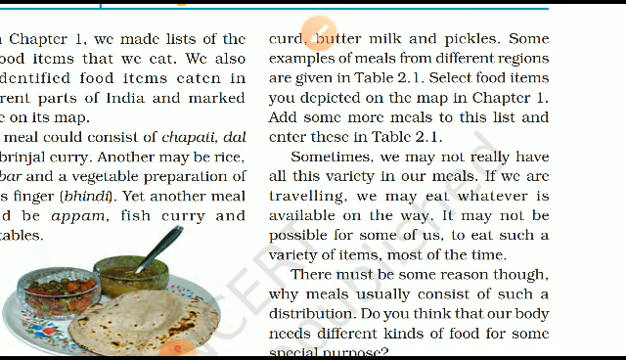 Chapter 1, we made lists of the
food items that we eat. We also
identified food items eaten in
different parts of India and marked
on its map.
meal could consist of chapati, dal
brinjal curry. Another may be rice,
and a vegetable preparation of
finger (bhindi). Yet another meal
be appam, fish curry and
curd, butter milk and pickles. Some
examples of meals from different regions
are given in Table 2.1. Select food items
you depicted on the map in Chapter 1.
Add some more meals to this list and
enter these in Table 2.1.
Sometimes, we may not really have
all this variety in our meals. If we are
travelling, we may eat whatever is
available on the way. It may not be
possible for some of us, to eat such a
variety of items, most of the time.
There must be some reason though,
why meals usually consist of such a
distribution. Do you think that our body
needs different kinds of food for some
special purpose?